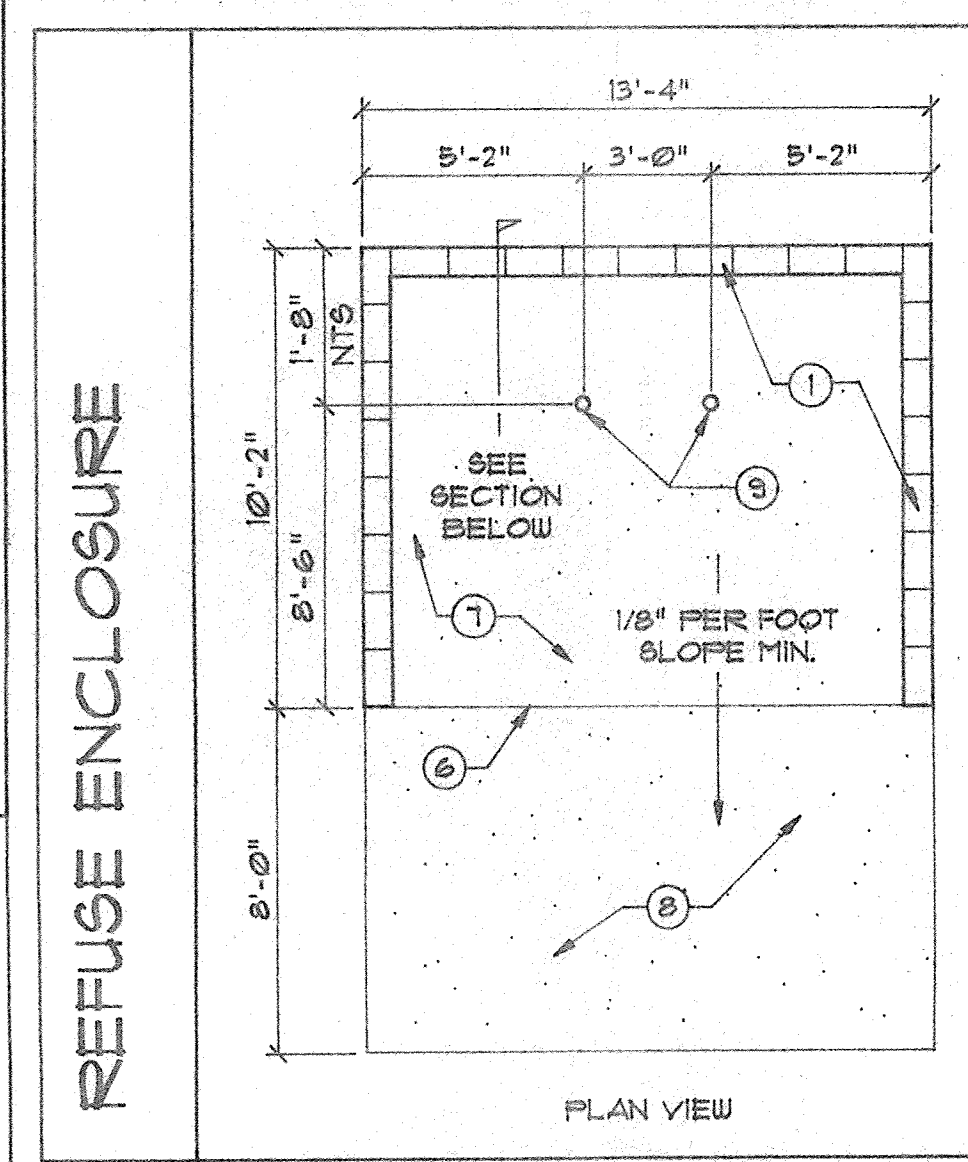 REFUSE ENCLOSURE
13'-4"
5'-2"
3'-0"
5'-2"
1'-8"
NTS
10'-2"
8'-6"
8'-0"
1
SEE
SECTION
BELOW
9
7
1/8" PER FOOT
SLOPE MIN.
6
8
PLAN VIEW